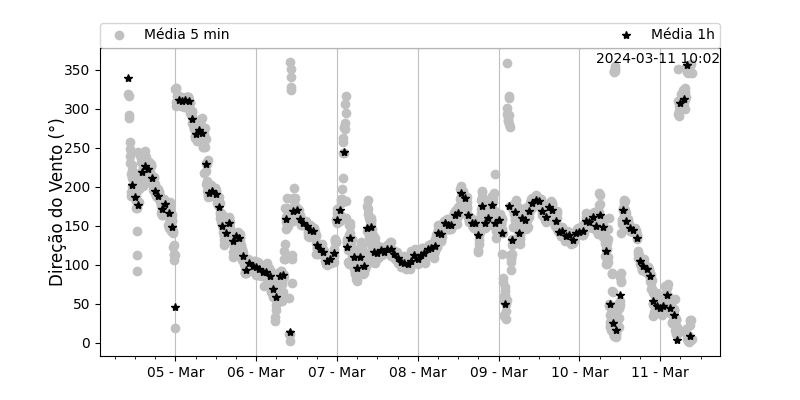 Média 5 min
Média 1h
2024-03-11 10:02
Direção do Vento (°)
350
300
250
200
150
100
50
0
05 - Mar
06 - Mar
07 - Mar
08 - Mar
09 - Mar
10 - Mar
11 - Mar